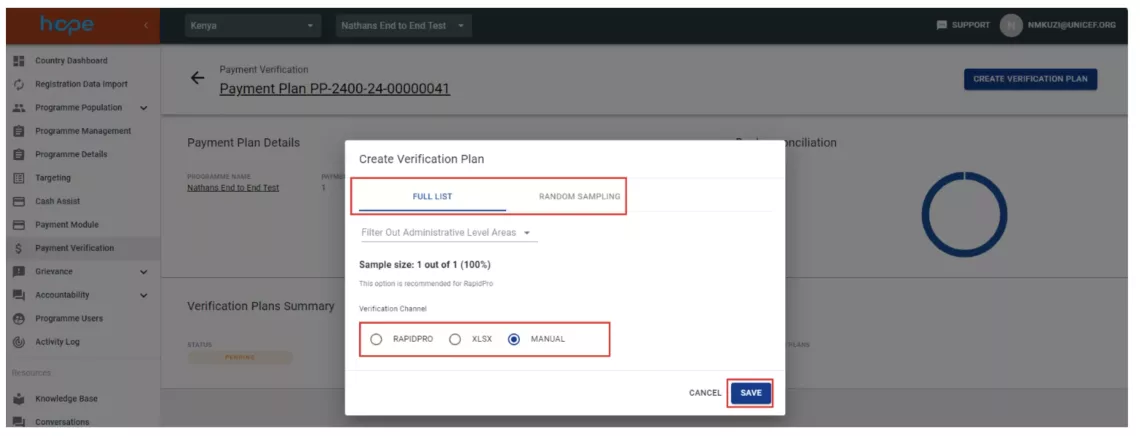 hope
Kenya
Nathans End to End Test
SUPPORT
N
NMKUZI@UNICEF.ORG
Country Dashboard
Registration Data Import
Programme Population
Programme Management
Programme Details
Targeting
Cash Assist
Payment Module
Payment Verification
Grievance
Accountability
Programme Users
Activity Log
Resources
Knowledge Base
Conversations
Payment Verification
Payment Plan PP-2400-24-00000041
CREATE VERIFICATION PLAN
Payment Plan Details
nciliation
PROGRAMME NAME
Nathans End to End Test
1
Create Verification Plan
FULL LIST
RANDOM SAMPLING
Filter Out Administrative Level Areas
Sample size: 1 out of 1 (100%)
This option is recommended for RapidPro
Verification Channel
RAPIDPRO
XLSX
MANUAL
CANCEL
SAVE
Verification Plans Summary
STATUS
PENDING
PLANS